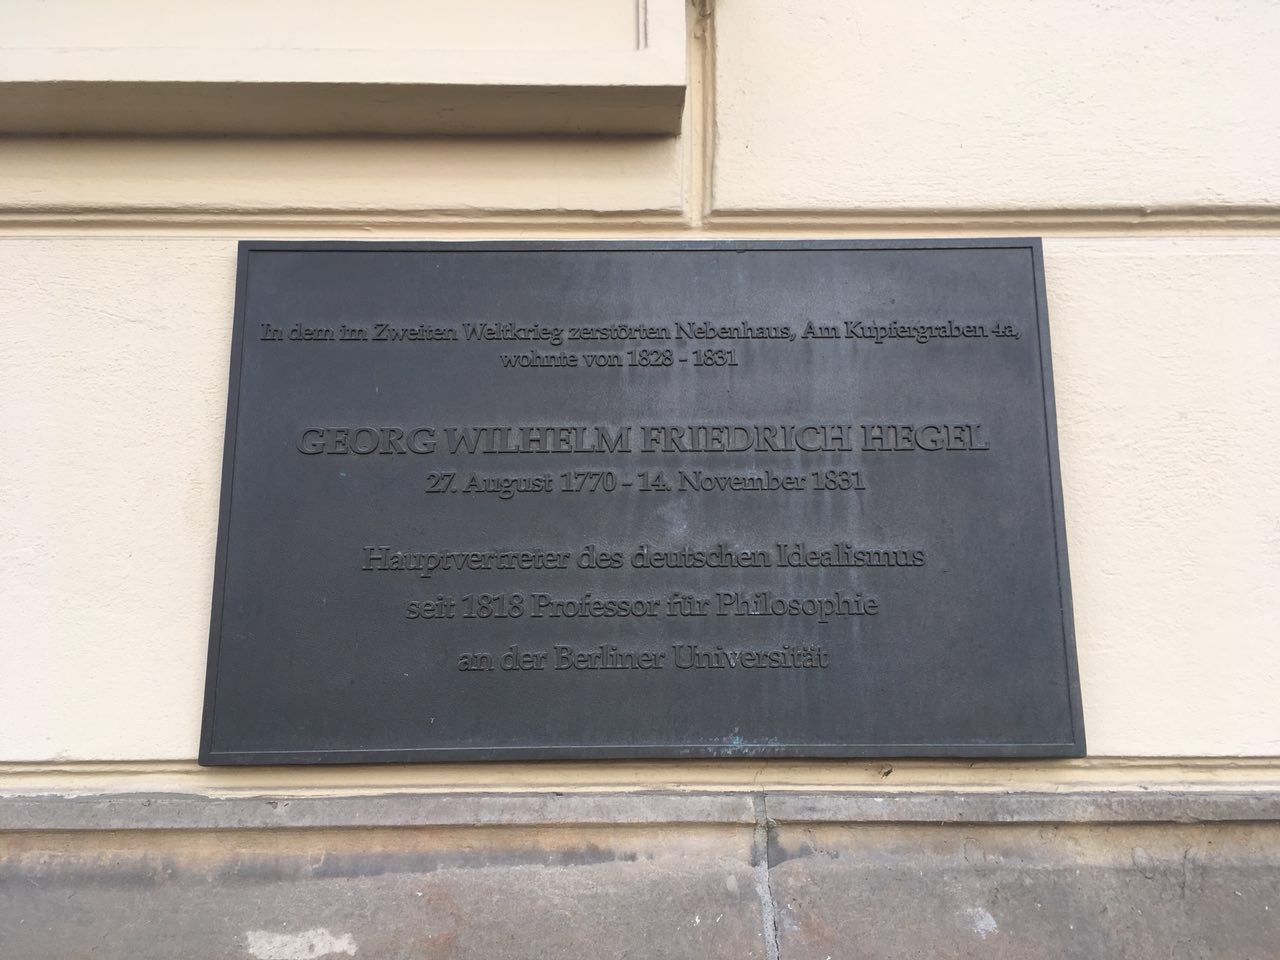 In dem im Zweiten Weltkrieg zerstörten Nebenhaus, Am Kupfergraben 4a,
wohnte von 1828 - 1831
GEORG WILHELM FRIEDRICH HEGEL
27. August 1770 - 14. November 1831
Hauptvertreter des deutschen Idealismus
seit 1818 Professor für Philosophie
an der Berliner Universität